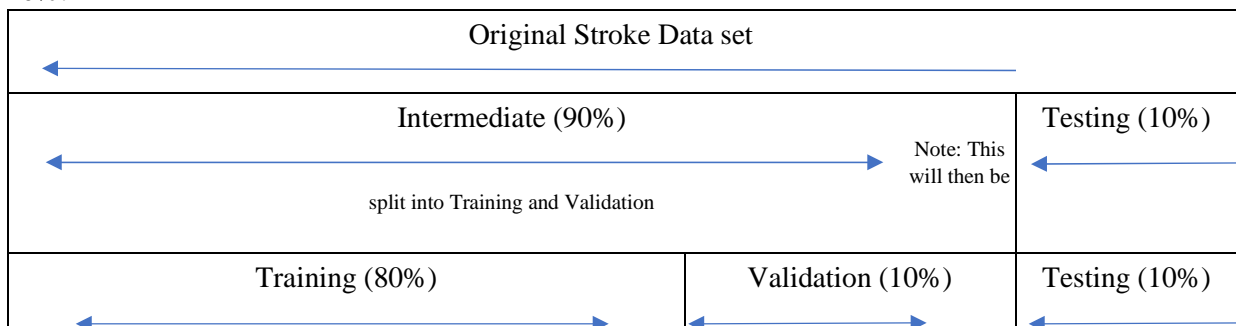 Original Stroke Data set
Intermediate (90%)
Testing (10%)
Note: This
will then be
split into Training and Validation
Training (80%)
Validation (10%)
Testing (10%)